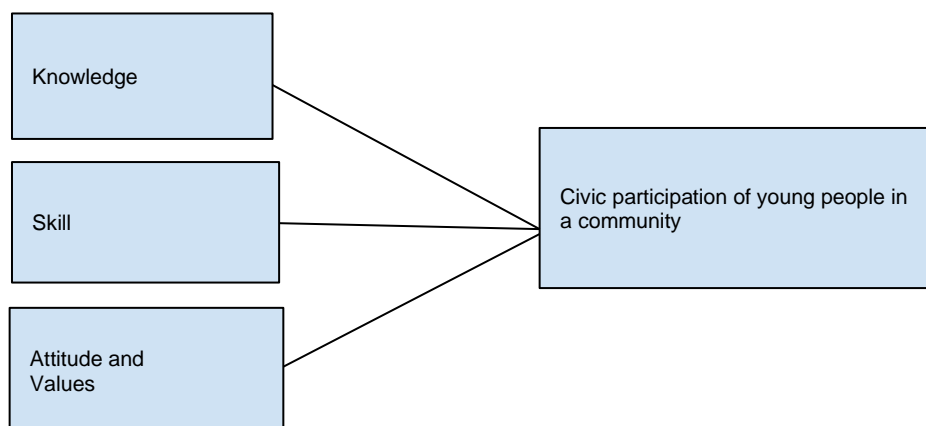 Knowledge
Skill
Attitude and
Values
Civic participation of young people in
a community